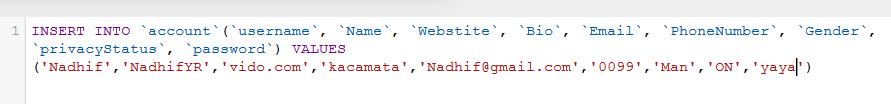 1 INSERT INTO `account`(`username`, `Name`, `Webstite`, `Bio`, `Email`, `PhoneNumber`, `Gender`,
`privacyStatus`, `password`) VALUES
('Nadhif','NadhifYR','vido.com','kacamata','Nadhif@gmail.com','0099','Man','ON','yaya')